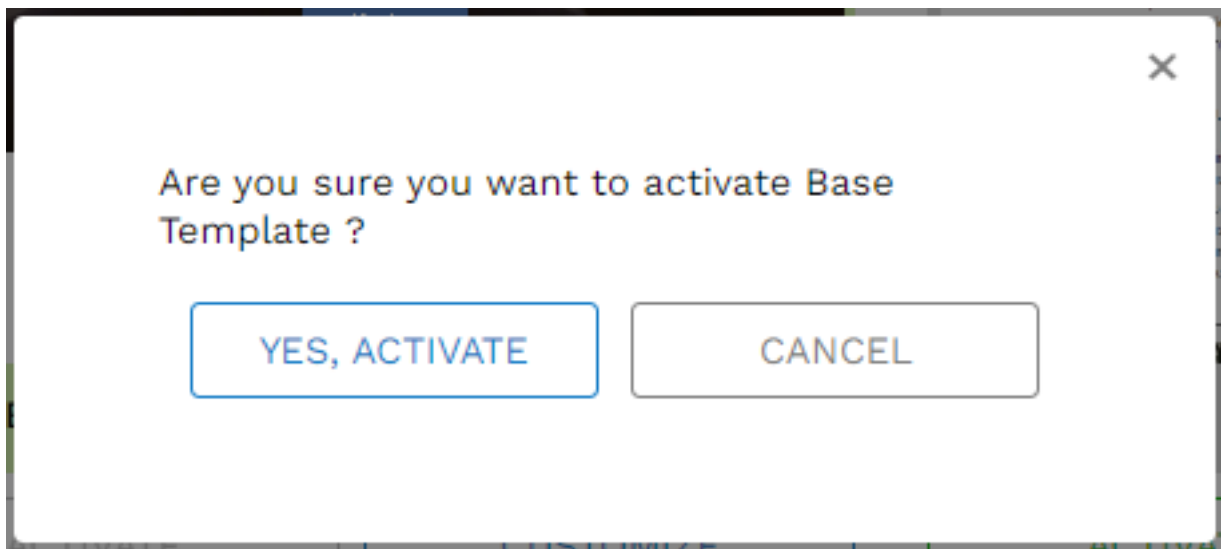 ×
Are you sure you want to activate Base
Template ?
YES, ACTIVATE
CANCEL